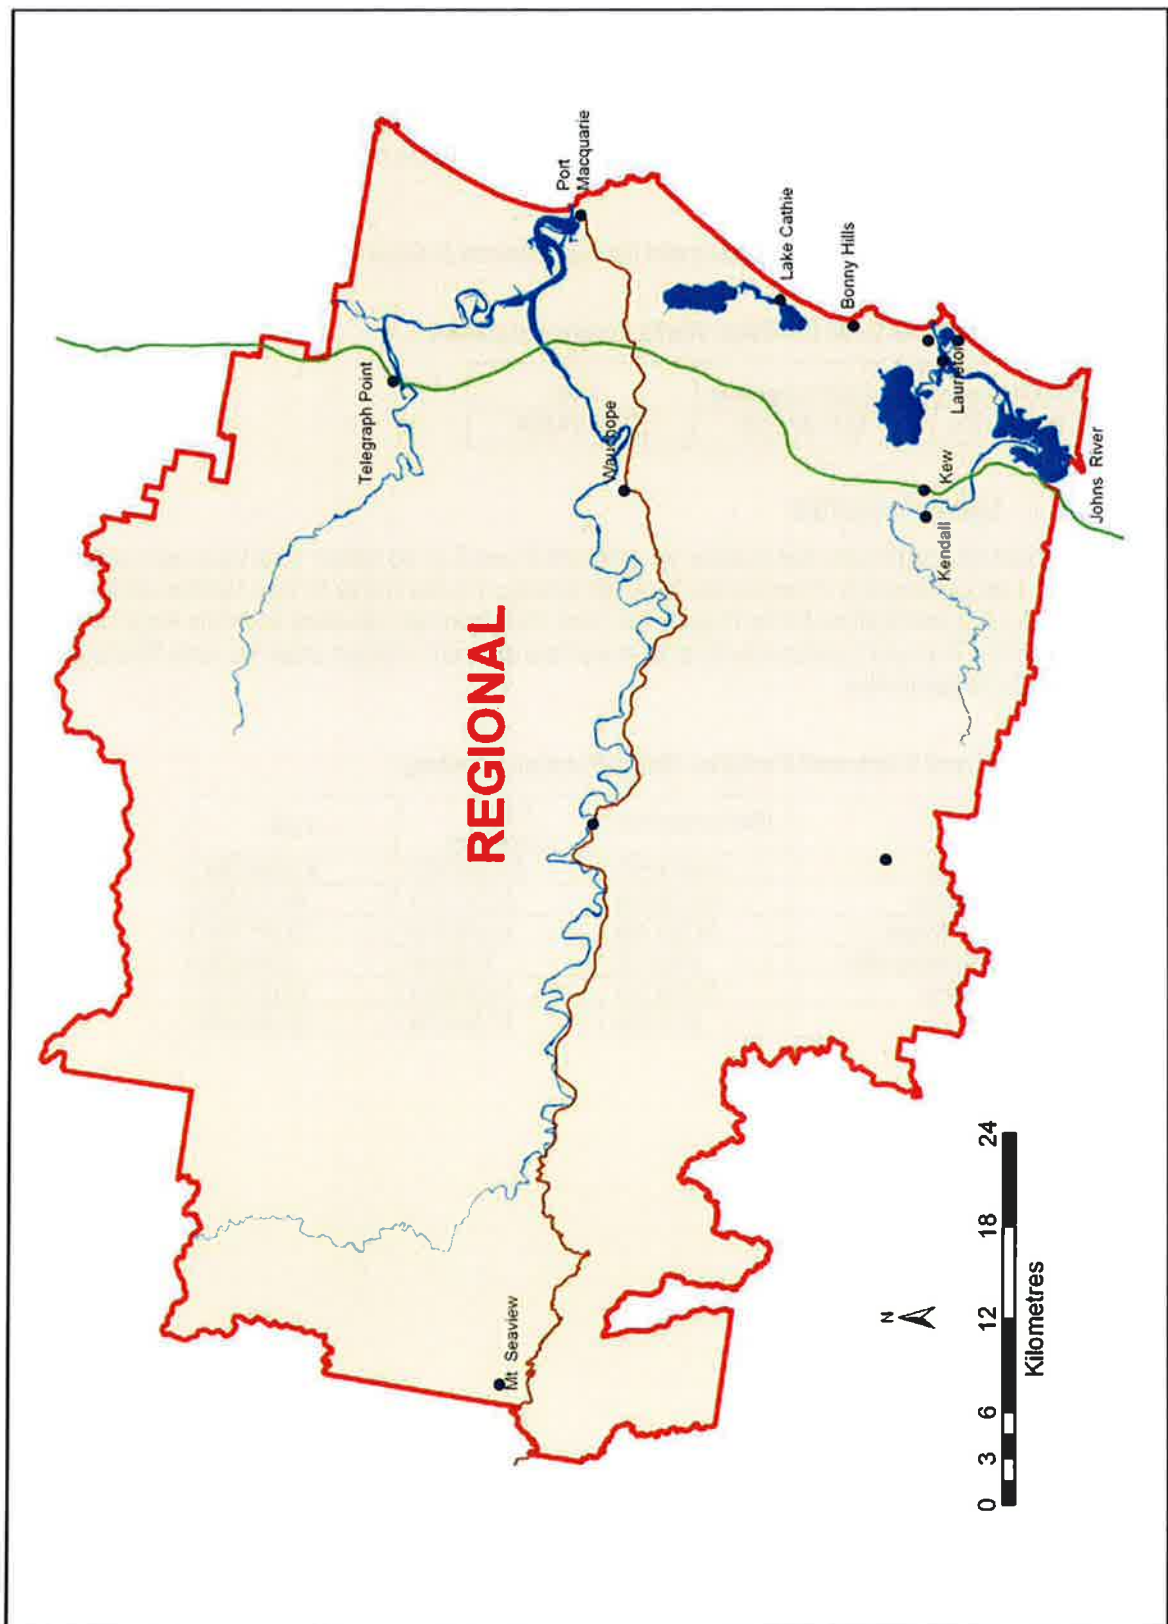 Port
Macquarie
Telegraph Point
Lake Cathie
Wauchope
Bonny Hills
REGIONAL
Laurieton
Kew
Kendall
Johns River
Mt Seaview
N
0 3 6 12 18 24
Kilometres